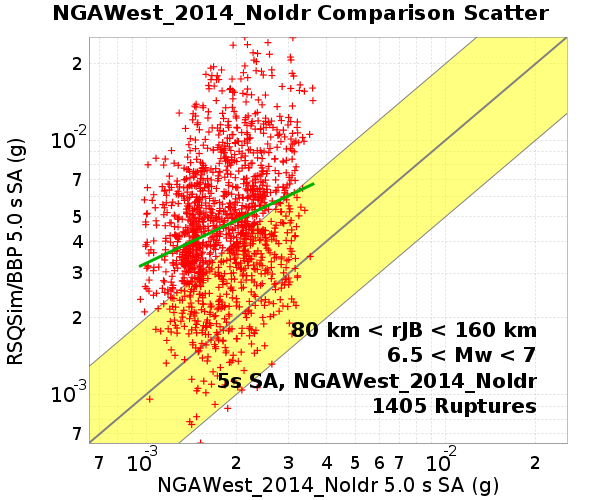 NGAWest_2014_NoIdr Comparison Scatter
RSQSim/BBP 5.0 s SA (g)
2
10⁻²
7
5
4
3
2
10⁻³
7
80 km < rJB < 160 km
6.5 < Mw < 7
5s SA, NGAWest_2014_NoIdr
1405 Ruptures
7 10⁻³ 2 3 4 5 6 7 10⁻² 2
NGAWest_2014_NoIdr 5.0 s SA (g)